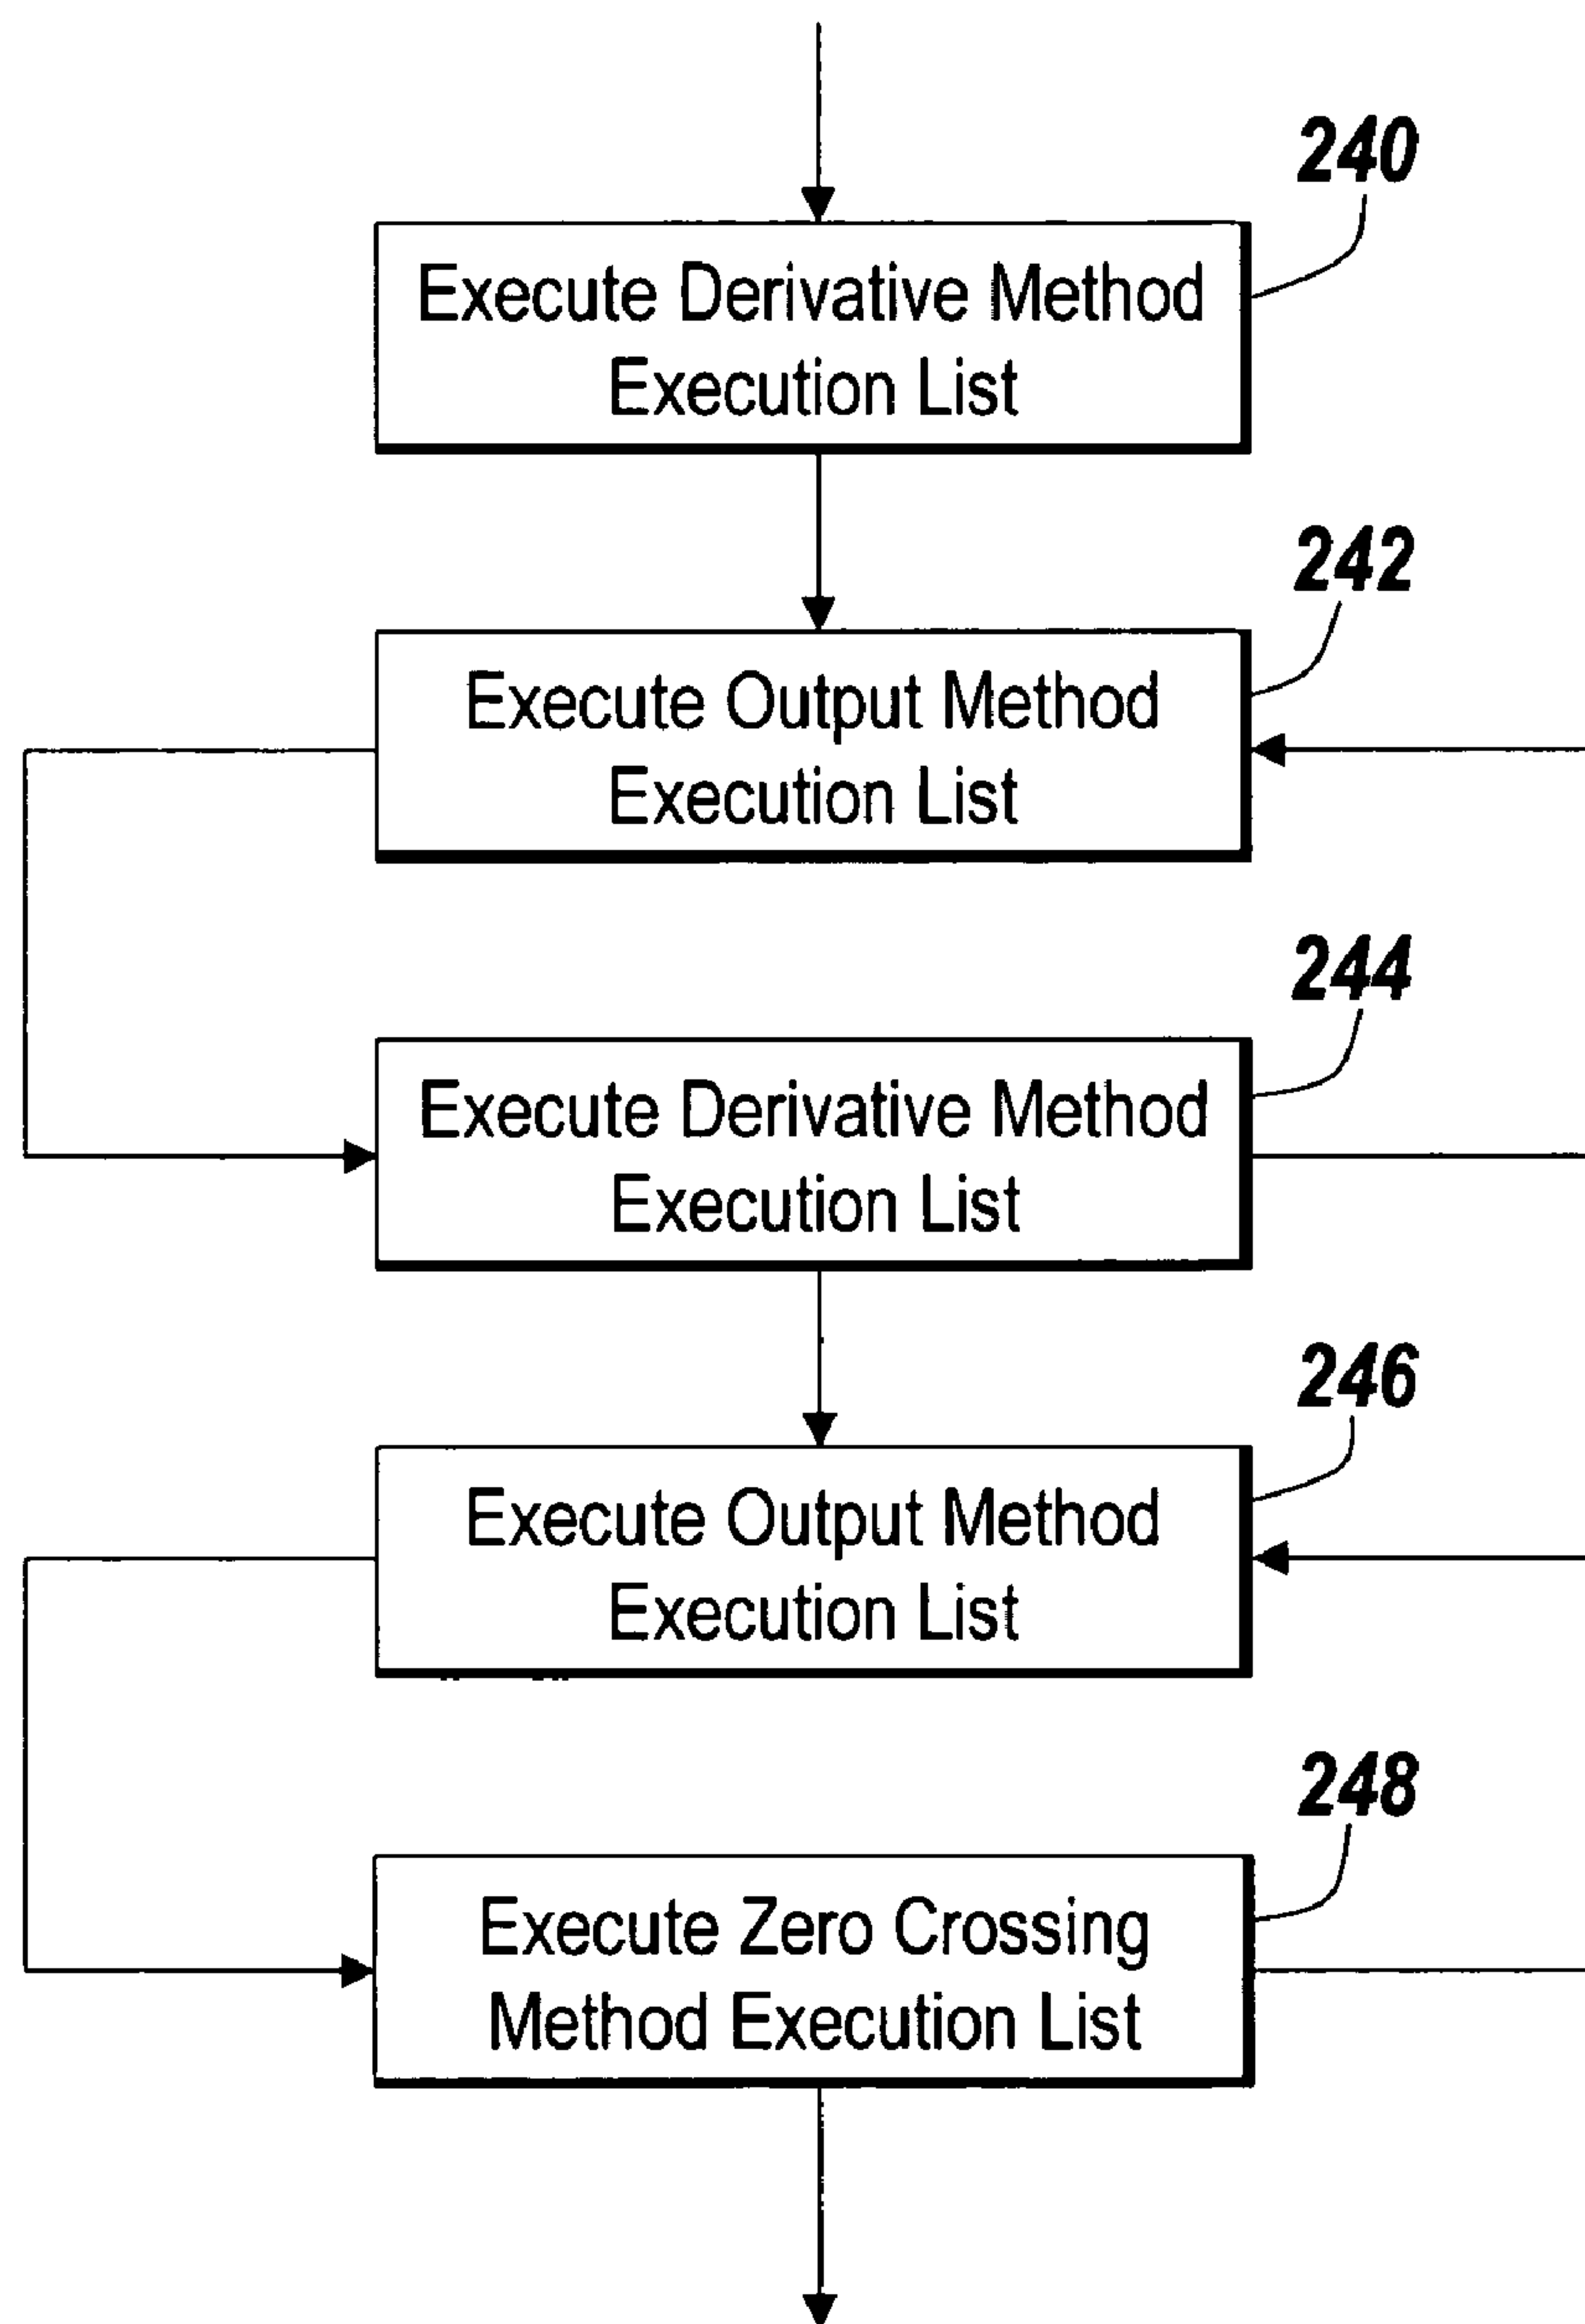 240
Execute Derivative Method
Execution List
242
Execute Output Method
Execution List
244
Execute Derivative Method
Execution List
246
Execute Output Method
Execution List
248
Execute Zero Crossing
Method Execution List